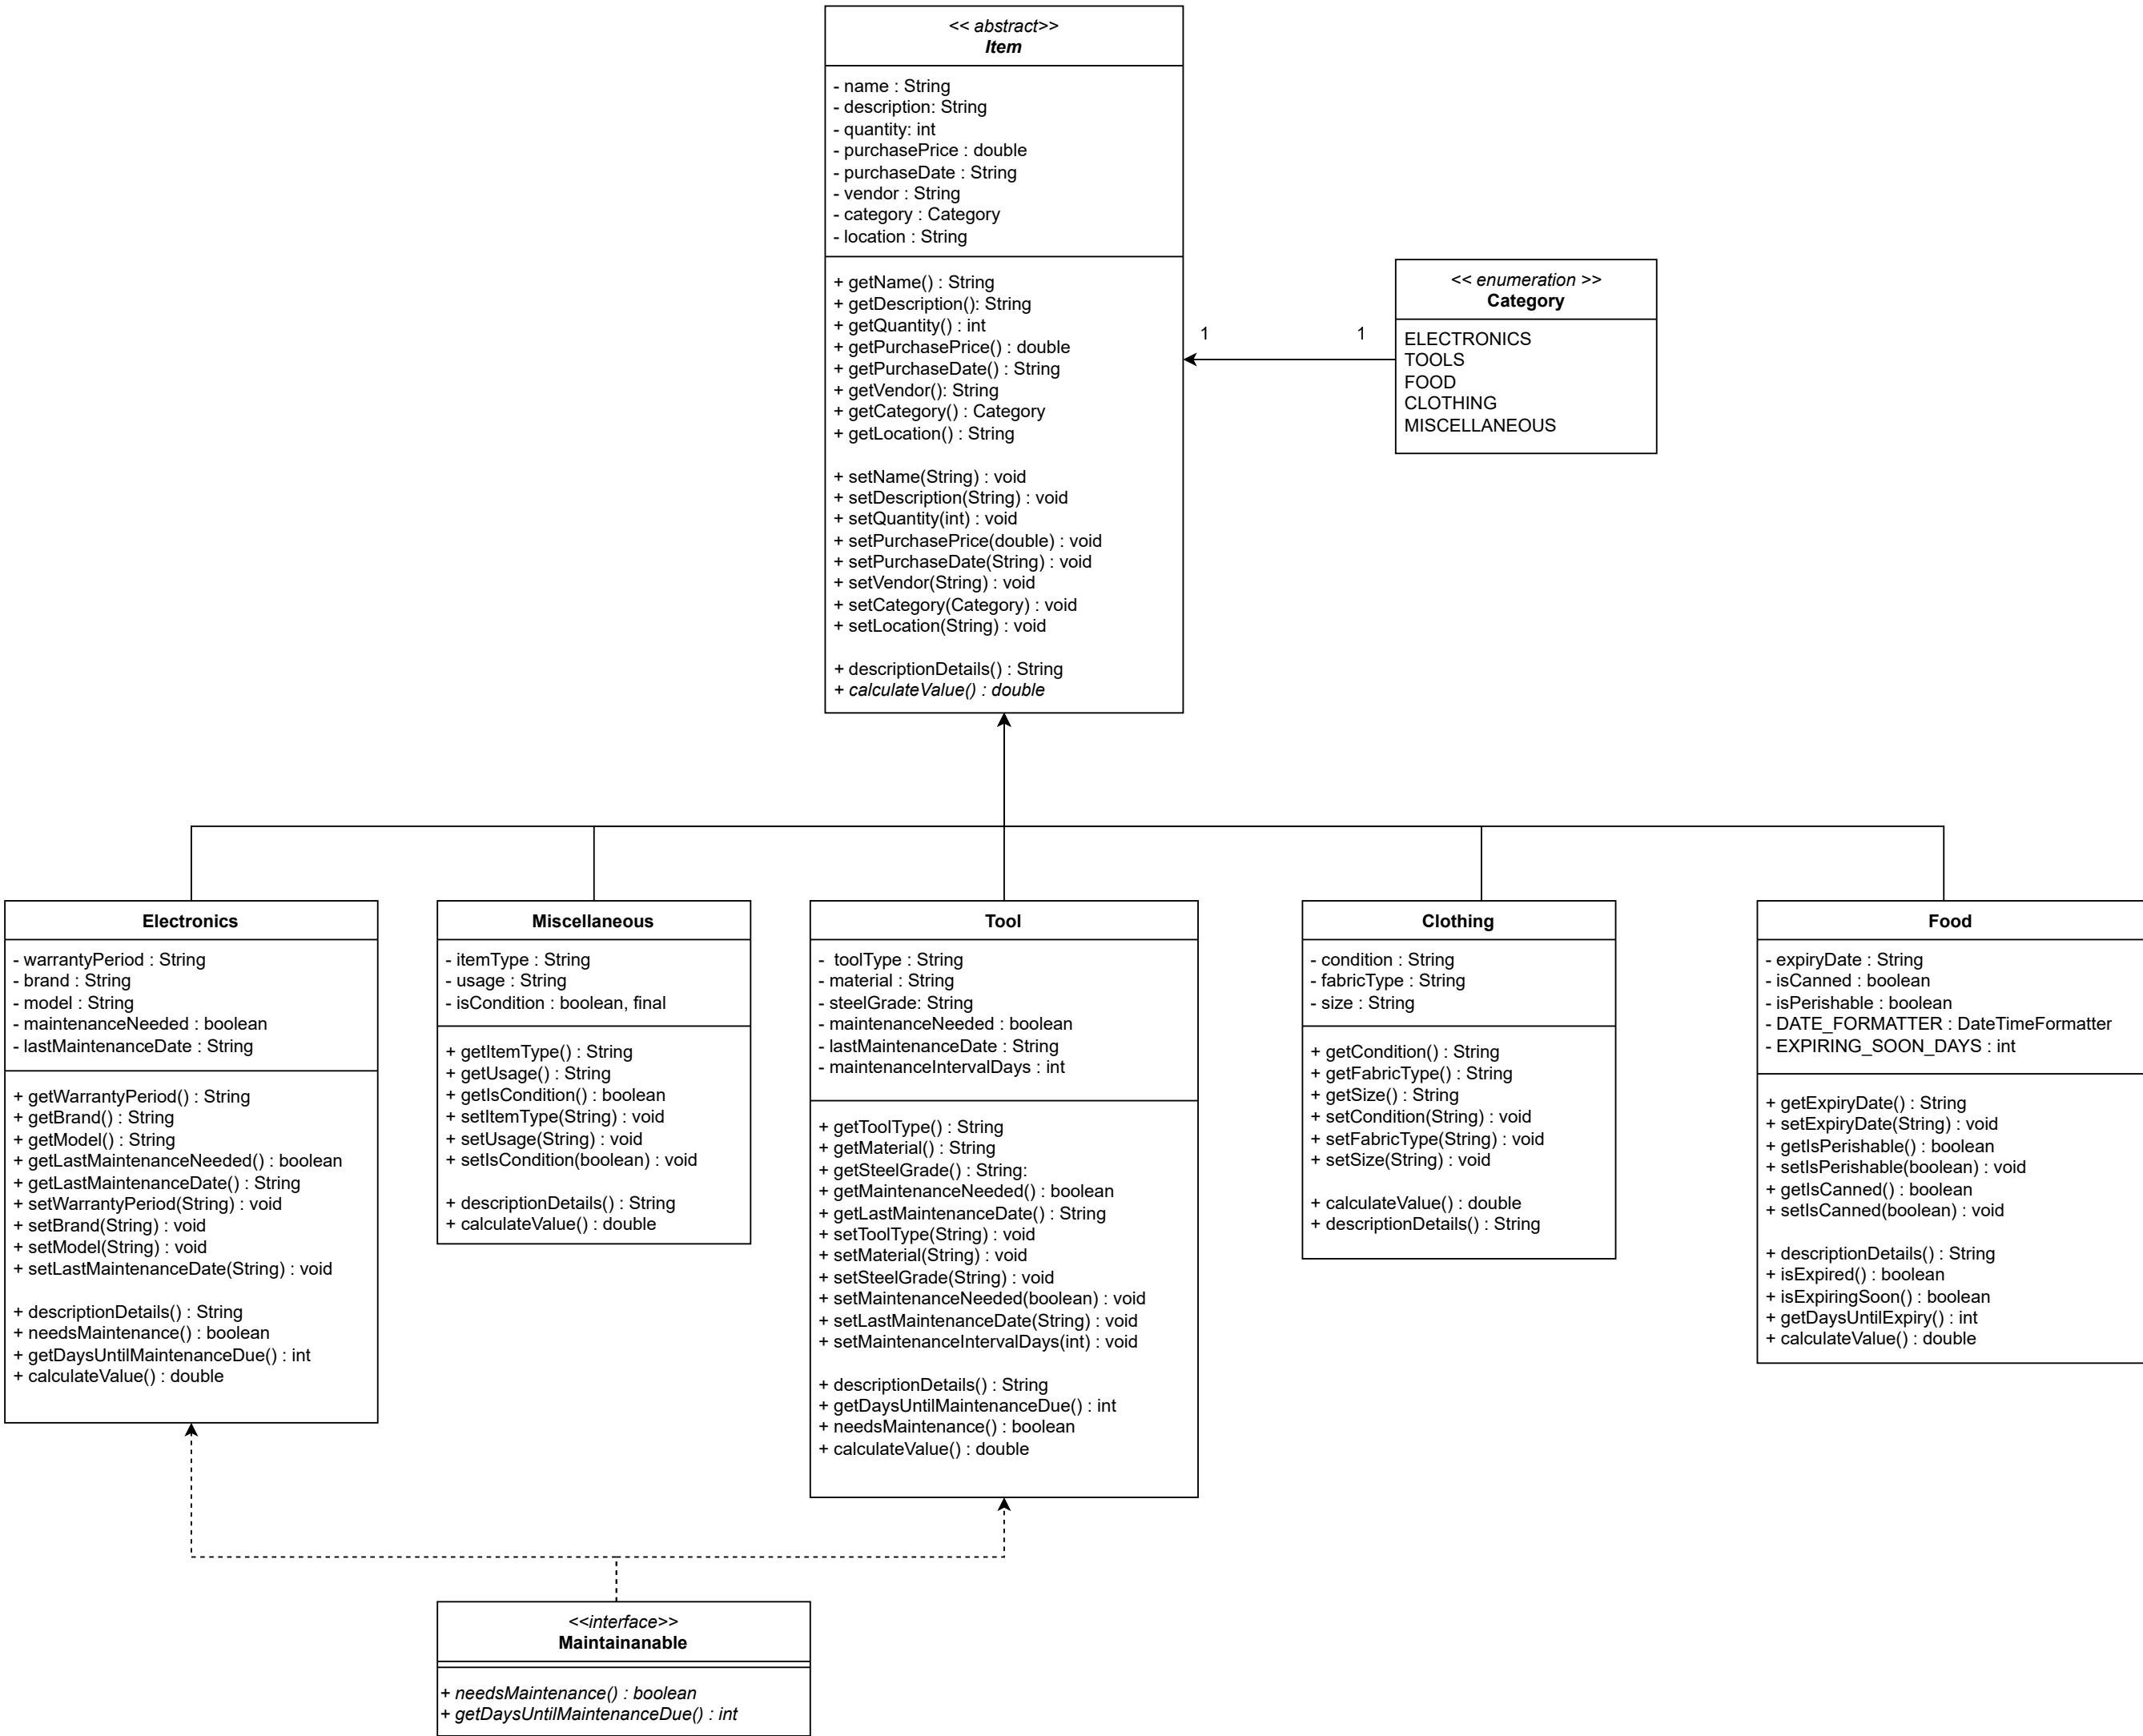 << abstract>>
Item
- name : String
- description: String
- quantity: int
- purchasePrice : double
- purchaseDate : String
- vendor : String
- category : Category
- location : String
+ getName() : String
+ getDescription(): String
+ getQuantity() : int
+ getPurchasePrice() : double
+ getPurchaseDate() : String
+ getVendor(): String
+ getCategory() : Category
+ getLocation() : String
+ setName(String) : void
+ setDescription(String) : void
+ setQuantity(int) : void
+ setPurchasePrice(double) : void
+ setPurchaseDate(String) : void
+ setVendor(String) : void
+ setCategory(Category) : void
+ setLocation(String) : void
+ descriptionDetails() : String
+ calculateValue() : double
1
1
<< enumeration >>
Category
ELECTRONICS
TOOLS
FOOD
CLOTHING
MISCELLANEOUS
Electronics
- warrantyPeriod : String
- brand : String
- model : String
- maintenanceNeeded : boolean
- lastMaintenanceDate : String
+ getWarrantyPeriod() : String
+ getBrand() : String
+ getModel() : String
+ getLastMaintenanceNeeded() : boolean
+ getLastMaintenanceDate() : String
+ setWarrantyPeriod(String) : void
+ setBrand(String) : void
+ setModel(String) : void
+ setLastMaintenanceDate(String) : void
+ descriptionDetails() : String
+ needsMaintenance() : boolean
+ getDaysUntilMaintenanceDue() : int
+ calculateValue() : double
Miscellaneous
- itemType : String
- usage : String
- isCondition : boolean, final
+ getItemType() : String
+ getUsage() : String
+ getIsCondition() : boolean
+ setItemType(String) : void
+ setUsage(String) : void
+ setIsCondition(boolean) : void
+ descriptionDetails() : String
+ calculateValue() : double
Tool
- toolType : String
- material : String
- steelGrade: String
- maintenanceNeeded : boolean
- lastMaintenanceDate : String
- maintenanceIntervalDays : int
+ getToolType() : String
+ getMaterial() : String
+ getSteelGrade() : String:
+ getMaintenanceNeeded() : boolean
+ getLastMaintenanceDate() : String
+ setToolType(String) : void
+ setMaterial(String) : void
+ setSteelGrade(String) : void
+ setMaintenanceNeeded(boolean) : void
+ setLastMaintenanceDate(String) : void
+ setMaintenanceIntervalDays(int) : void
+ descriptionDetails() : String
+ getDaysUntilMaintenanceDue() : int
+ needsMaintenance() : boolean
+ calculateValue() : double
Clothing
- condition : String
- fabricType : String
- size : String
+ getCondition() : String
+ getFabricType() : String
+ getSize() : String
+ setCondition(String) : void
+ setFabricType(String) : void
+ setSize(String) : void
+ calculateValue() : double
+ descriptionDetails() : String
Food
- expiryDate : String
- isCanned : boolean
- isPerishable : boolean
- DATE_FORMATTER : DateTimeFormatter
- EXPIRING_SOON_DAYS : int
+ getExpiryDate() : String
+ setExpiryDate(String) : void
+ getIsPerishable() : boolean
+ setIsPerishable(boolean) : void
+ getIsCanned() : boolean
+ setIsCanned(boolean) : void
+ descriptionDetails() : String
+ isExpired() : boolean
+ isExpiringSoon() : boolean
+ getDaysUntilExpiry() : int
+ calculateValue() : double
<<interface>>
Maintainanable
+ needsMaintenance() : boolean
+ getDaysUntilMaintenanceDue() : int